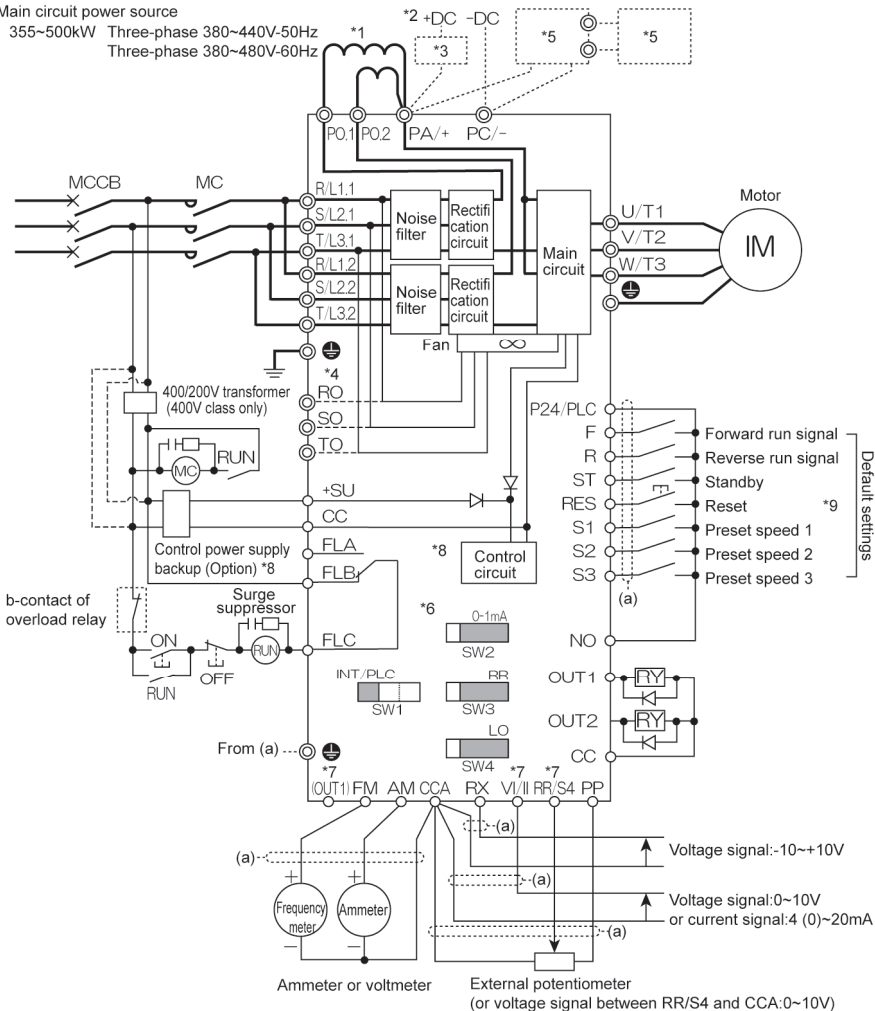 Main circuit power source
355~500kW Three-phase 380~440V-50Hz
Three-phase 380~480V-60Hz
*1
*2 +DC -DC
*3
*5
*5
PO.1 PO.2 PA/+ PC/-
MCCB
MC
R/L1.1
S/L2.1
T/L3.1
R/L1.2
S/L2.2
T/L3.2
Noise
filter
Rectifi
cation
circuit
Noise
filter
Rectifi
cation
circuit
Main
circuit
Fan
U/T1
V/T2
W/T3
Motor
IM
*4
RO
SO
TO
400/200V transformer
(400V class only)
MC
RUN
+SU
CC
Control power supply
backup (Option) *8
FLA
FLB
FLC
*8
Control
circuit
b-contact of
overload relay
Surge
suppressor
ON
RUN
OFF
RUN
*6
0-1mA
SW2
INT/PLC
SW1
RR
SW3
LO
SW4
P24/PLC
F Forward run signal
R Reverse run signal
ST Standby
RES Reset
S1 Preset speed 1
S2 Preset speed 2
S3 Preset speed 3
*9
Default settings
(a)
NO
OUT1 RY
OUT2 RY
CC
From (a)
*7 *7 *7
(OUT1) FM AM CCA RX VI/II RR/S4 PP
(a)
(a)
(a)
(a)
Voltage signal:-10~+10V
Voltage signal:0~10V
or current signal:4 (0)~20mA
+ +
Frequency
meter
Ammeter
− −
Ammeter or voltmeter
External potentiometer
(or voltage signal between RR/S4 and CCA:0~10V)